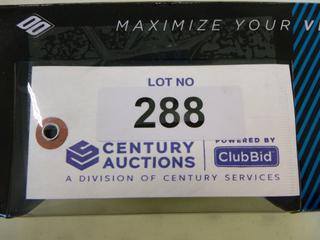 MAXIMIZE YOUR
LOT NO
288
CENTURY
AUCTIONS
POWERED BY
ClubBid
A DIVISION OF CENTURY SERVICES